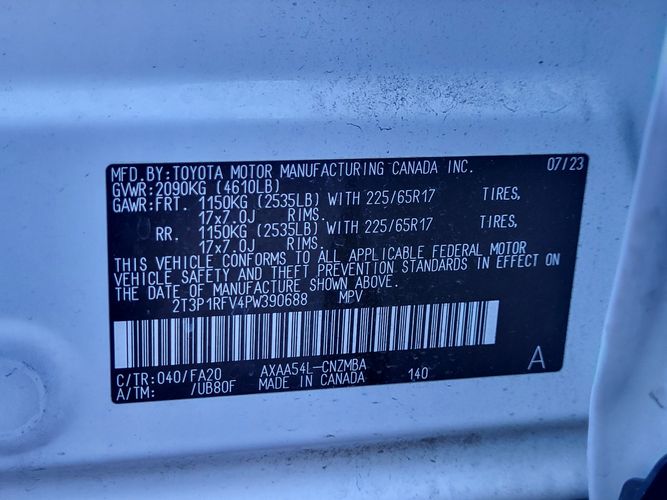 MFD.BY:TOYOTA MOTOR MANUFACTURING CANADA INC. 07/23
GVWR:2090KG (4610LB)
GAWR:FRT. 1150KG (2535LB) WITH 225/65R17 TIRES,
17x7.0J RIMS.
RR. 1150KG (2535LB) WITH 225/65R17 TIRES,
17x7.0J RIMS.
THIS VEHICLE CONFORMS TO ALL APPLICABLE FEDERAL MOTOR
VEHICLE SAFETY AND THEFT PREVENTION STANDARDS IN EFFECT ON
THE DATE OF MANUFACTURE SHOWN ABOVE.
2T3P1RFV4PW390688 MPV
C/TR:040/FA20 AXAA54L-CNZMBA 140 A
A/TM: /UB80F MADE IN CANADA